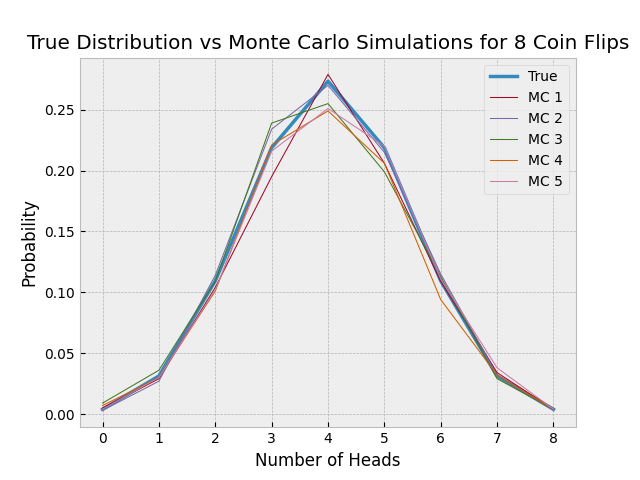 True Distribution vs Monte Carlo Simulations for 8 Coin Flips
True
MC 1
MC 2
MC 3
MC 4
MC 5
0.25
0.20
0.15
0.10
0.05
0.00
Probability
0 1 2 3 4 5 6 7 8
Number of Heads